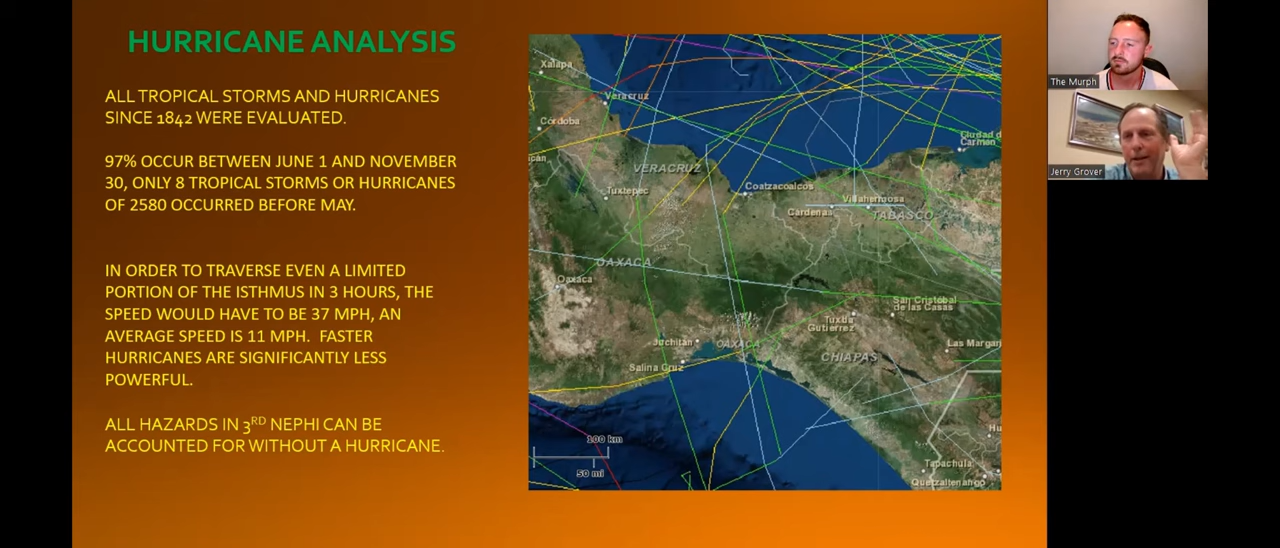 HURRICANE ANALYSIS
ALL TROPICAL STORMS AND HURRICANES
SINCE 1842 WERE EVALUATED.
97% OCCUR BETWEEN JUNE 1 AND NOVEMBER
30, ONLY 8 TROPICAL STORMS OR HURRICANES
OF 2580 OCCURRED BEFORE MAY.
IN ORDER TO TRAVERSE EVEN A LIMITED
PORTION OF THE ISTHMUS IN 3 HOURS, THE
SPEED WOULD HAVE TO BE 37 MPH, AN
AVERAGE SPEED IS 11 MPH. FASTER
HURRICANES ARE SIGNIFICANTLY LESS
POWERFUL.
ALL HAZARDS IN 3RD NEPHI CAN BE
ACCOUNTED FOR WITHOUT A HURRICANE.
Xalapa
Veracruz
Córdoba
Ciudad d
Carmen
VERACRUZ
Tuxtepec
Coatzacoalcos
Villahermosa
Cardenas
TABASCO
OAXACA
Oaxaca
San Cristóbal
de las Casas
Tuxtla
Gutierrez
Juchitan
OAXACA
CHIAPAS
Las Margar
Salina Cruz
100 km
50 mi
Hu
Tapachula
Quetzaltenango
The Murph
Jerry Grover